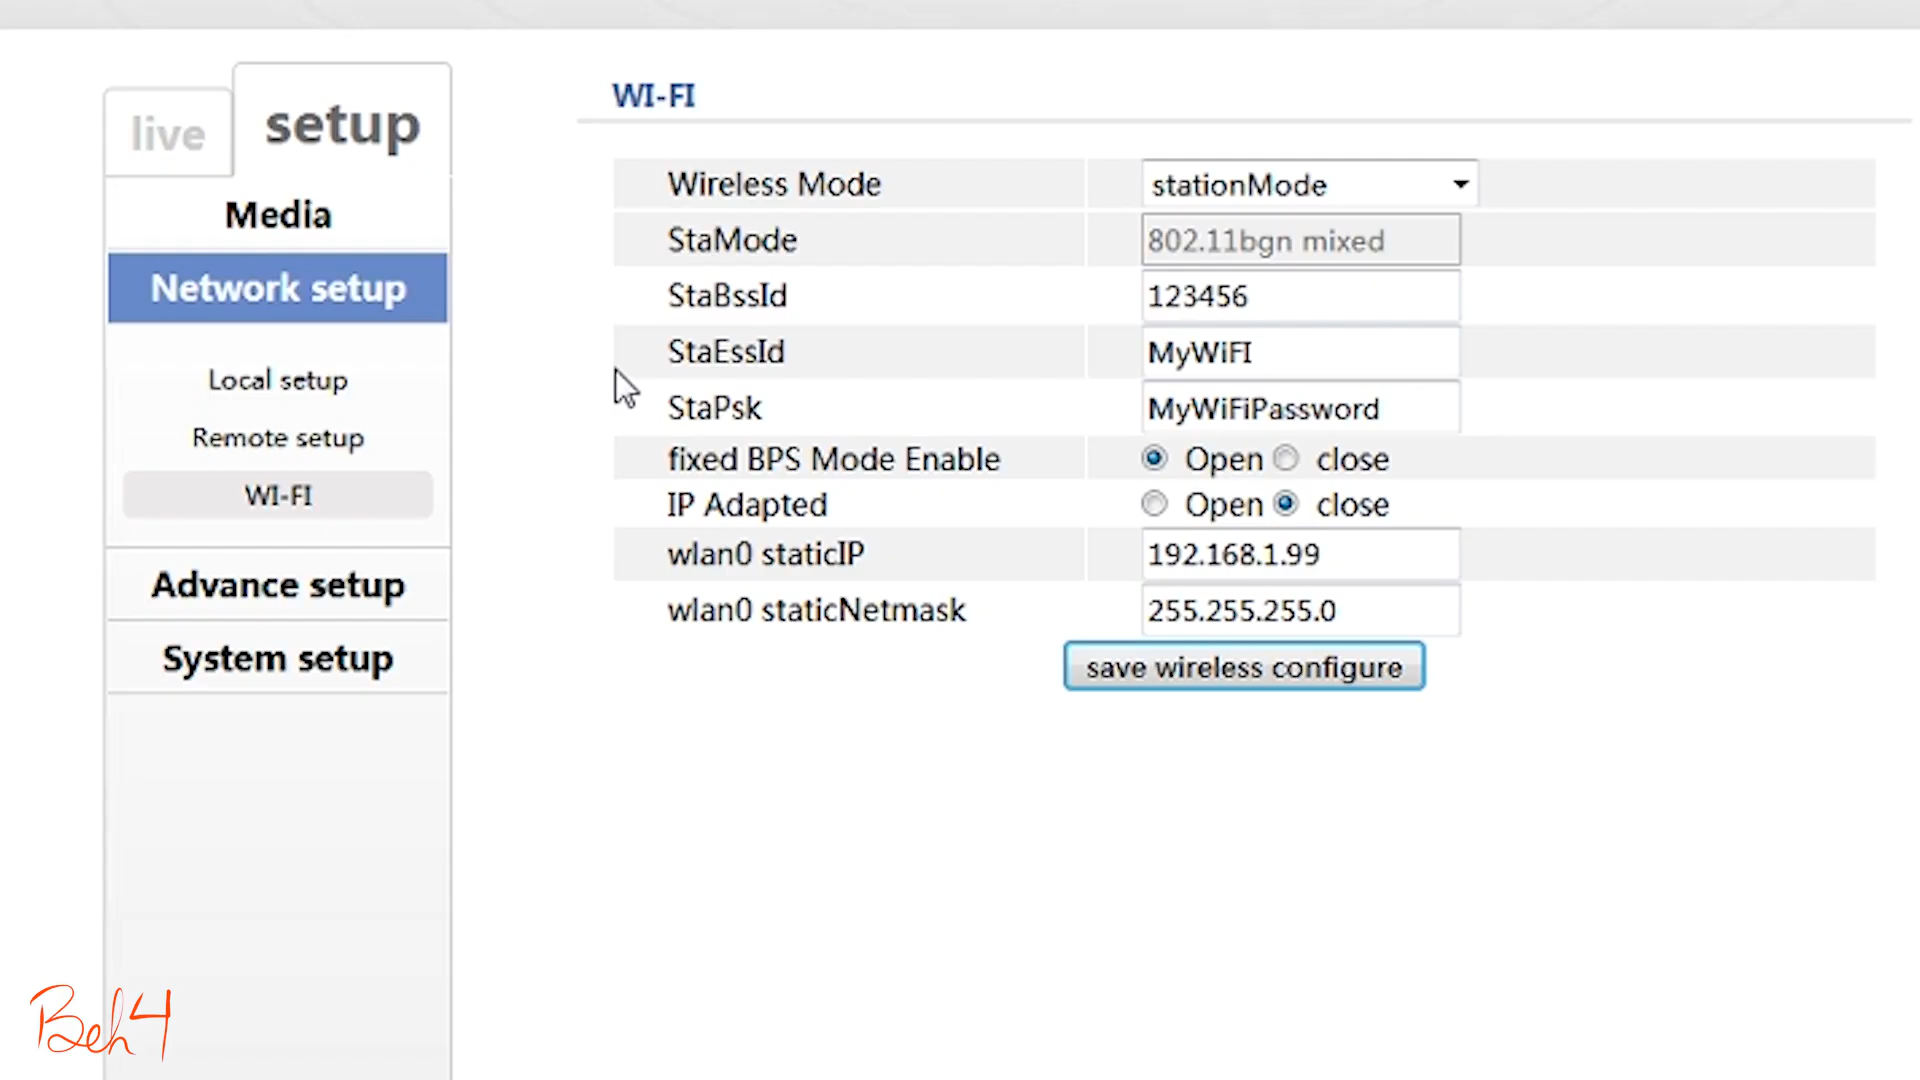 live
setup
Media
Network setup
Local setup
Remote setup
WI-FI
Advance setup
System setup
WI-FI
Wireless Mode stationMode
StaMode 802.11bgn mixed
StaBssId 123456
StaEssId MyWiFI
StaPsk MyWiFiPassword
fixed BPS Mode Enable Open close
IP Adapted Open close
wlan0 staticIP 192.168.1.99
wlan0 staticNetmask 255.255.255.0
save wireless configure
Beh4